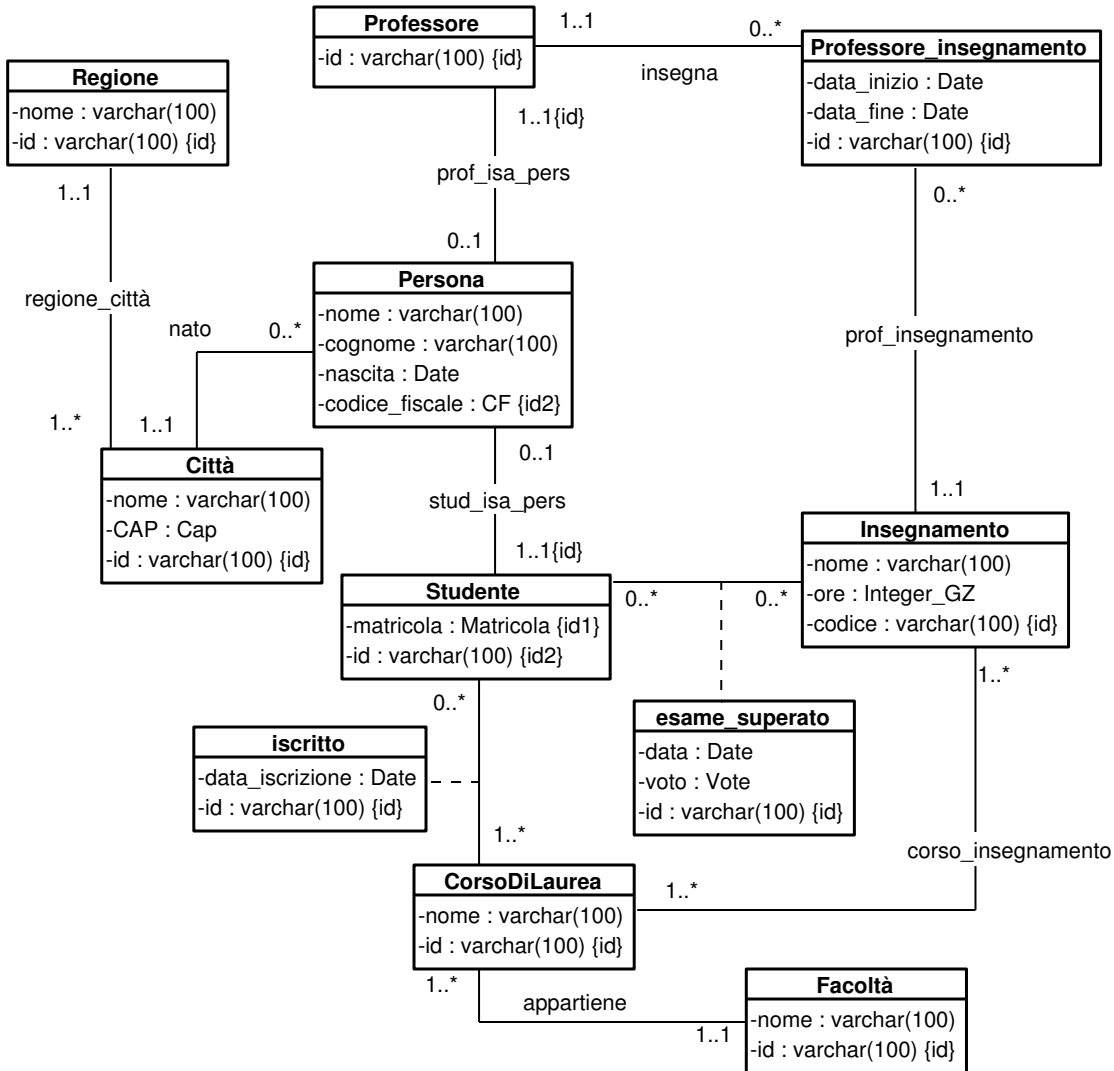 Professore
-id : varchar(100) {id}
1..1
0..*
insegna
Professore_insegnamento
-data_inizio : Date
-data_fine : Date
-id : varchar(100) {id}
Regione
-nome : varchar(100)
-id : varchar(100) {id}
1..1{id}
prof_isa_pers
0..1
1..1
regione_città
1..*
0..*
prof_insegnamento
1..1
Persona
-nome : varchar(100)
-cognome : varchar(100)
-nascita : Date
-codice_fiscale : CF {id2}
nato
0..*
1..1
Città
-nome : varchar(100)
-CAP : Cap
-id : varchar(100) {id}
0..1
stud_isa_pers
1..1{id}
Insegnamento
-nome : varchar(100)
-ore : Integer_GZ
-codice : varchar(100) {id}
Studente
-matricola : Matricola {id1}
-id : varchar(100) {id2}
0..*
0..*
0..*
1..*
esame_superato
-data : Date
-voto : Vote
-id : varchar(100) {id}
iscritto
-data_iscrizione : Date
-id : varchar(100) {id}
1..*
corso_insegnamento
CorsoDiLaurea
-nome : varchar(100)
-id : varchar(100) {id}
1..*
1..*
appartiene
1..1
Facoltà
-nome : varchar(100)
-id : varchar(100) {id}